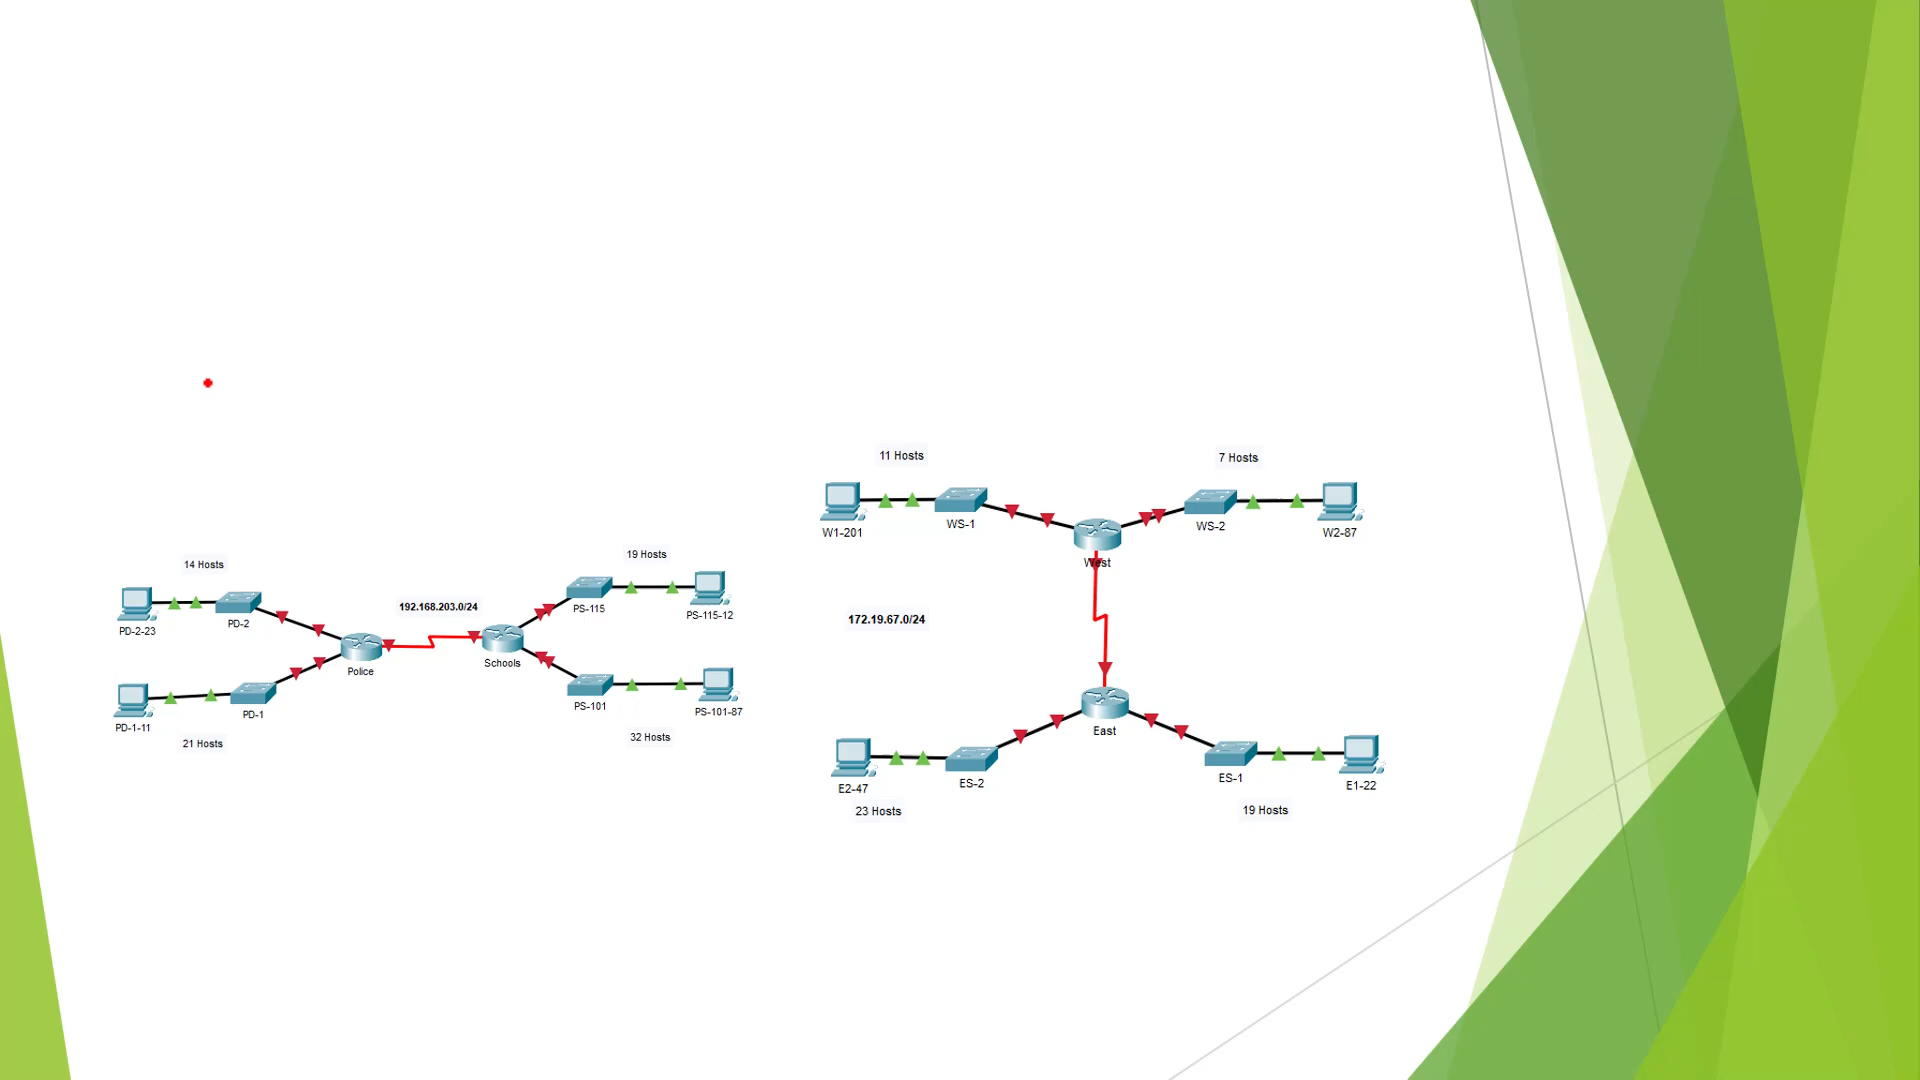 14 Hosts
PD-2-23
PD-2
192.168.203.0/24
19 Hosts
PS-115
PS-115-12
Police
Schools
PD-1-11
PD-1
21 Hosts
PS-101
PS-101-87
32 Hosts
11 Hosts
7 Hosts
W1-201
WS-1
WS-2
W2-87
West
172.19.67.0/24
East
E2-47
ES-2
ES-1
E1-22
23 Hosts
19 Hosts